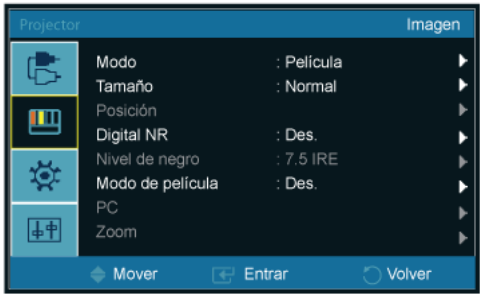 Projector Imagen
Modo : Película
Tamaño : Normal
Posición
Digital NR : Des.
Nivel de negro : 7.5 IRE
Modo de película : Des.
PC
Zoom
Mover Entrar Volver